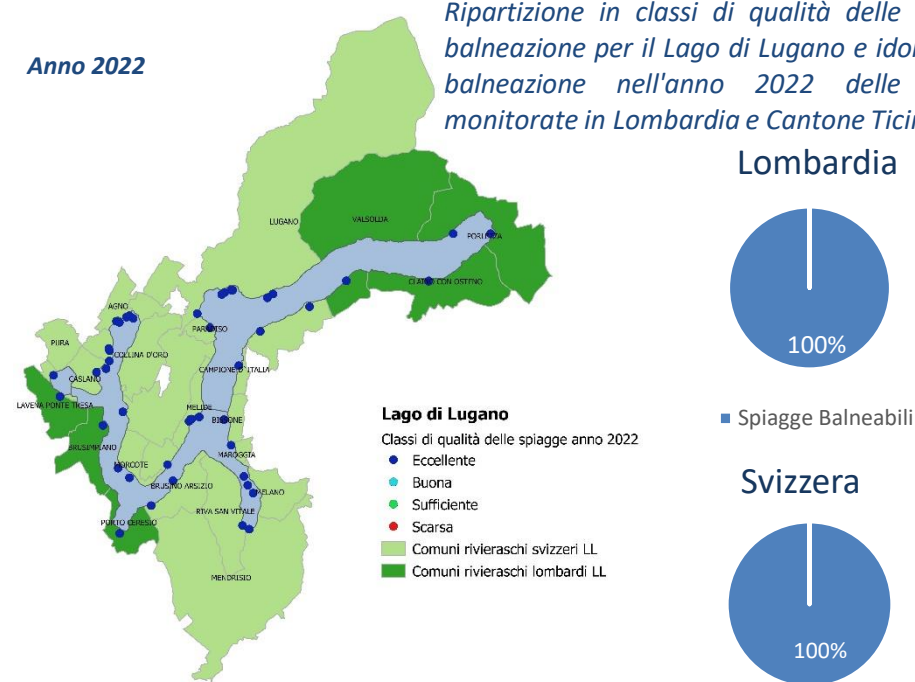 Ripartizione in classi di qualità delle
balneazione per il Lago di Lugano e
balneazione nell'anno 2022 delle
monitorate in Lombardia e Cantone
Anno 2022
Lombardia
100%
Spiagge Balneabili
Svizzera
100%
LUGANO
VALSOLDA
PORLEZZA
CLAINO CON OSTENO
AGNO
PARADISO
PURA
COLLINA D'ORO
CASLANO
CAMPIONE D'ITALIA
LAVENA PONTE TRESA
MELIDE
BISSONE
BRUSIMPIANO
MAROGGIA
MORCOTE
BRUSINO ARSIZIO
MELANO
RIVA SAN VITALE
PORTO CERESIO
MENDRISIO
Lago di Lugano
Classi di qualità delle spiagge anno 2022
Eccellente
Buona
Sufficiente
Scarsa
Comuni rivieraschi svizzeri LL
Comuni rivieraschi lombardi LL